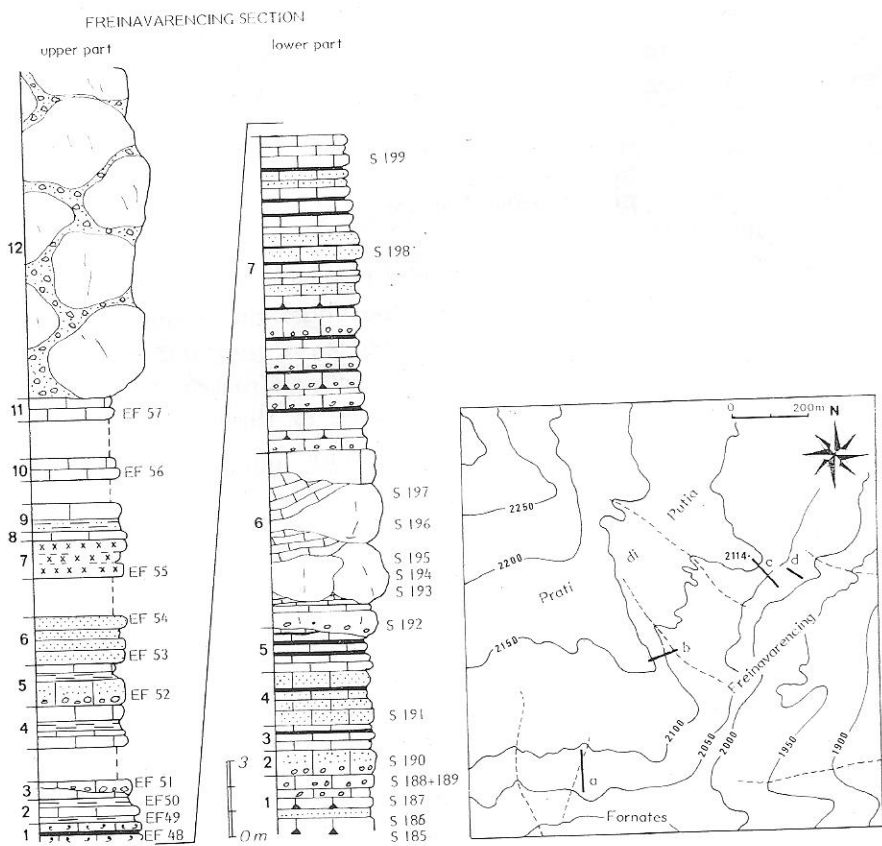 FREINAVARENCING SECTION
upper part
lower part
12
11
EF 57
10
EF 56
9
8
7
EF 55
6
EF 54
EF 53
5
EF 52
4
3
EF 51
EF50
2
EF49
1
EF 48
S 199
S 198
7
6
S 197
S 196
S 195
S 194
S 193
S 192
5
4
S 191
3
2
S 190
S 188+189
1
S 187
S 186
S 185
3
0 m
0 200m
N
2250
2200
2150
Prati
di
Putia
2114
c
d
b
a
Freinavarencing
2100
2050
2000
1950
1900
Fornates